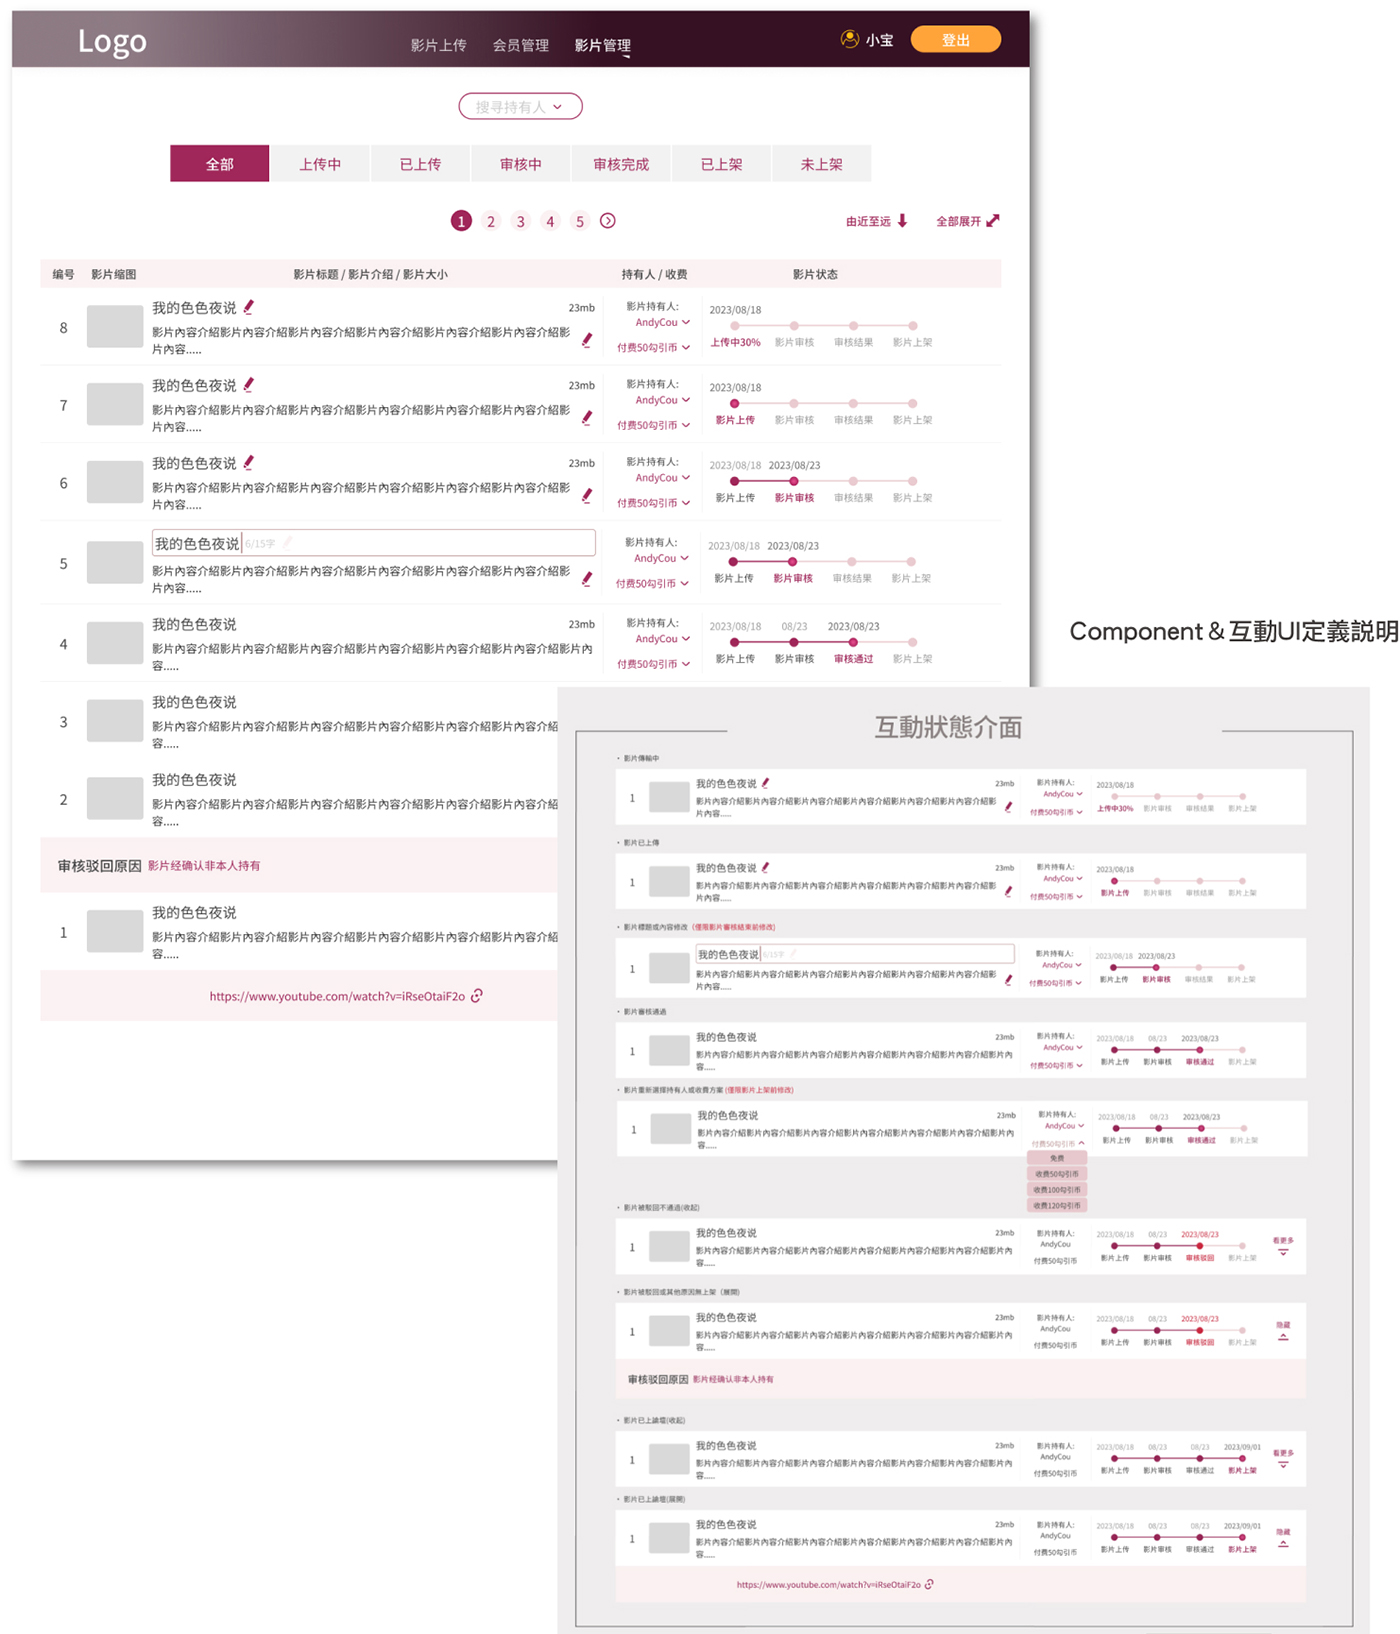 Logo
影片上传 会员管理 影片管理
小宝 登出
搜寻持有人
全部 上传中 已上传 审核中 审核完成 已上架 未上架
1 2 3 4 5
由近至远 全部展开
编号 影片缩图 影片标题 / 影片介绍 / 影片大小 持有人 / 收费 影片状态
8
我的色色夜说 23mb
影片內容介紹影片內容介紹影片內容介紹影片內容介紹影片內容介紹影片內容介紹影
片內容.....
影片持有人:
AndyCou
付费50勾引币
2023/08/18
上传中30% 影片审核 审核结果 影片上架
7
我的色色夜说 23mb
影片內容介紹影片內容介紹影片內容介紹影片內容介紹影片內容介紹影片內容介紹影
片內容.....
影片持有人:
AndyCou
付费50勾引币
2023/08/18
影片上传 影片审核 审核结果 影片上架
6
我的色色夜说 23mb
影片內容介紹影片內容介紹影片內容介紹影片內容介紹影片內容介紹影片內容介紹影
片內容.....
影片持有人:
AndyCou
付费50勾引币
2023/08/18 2023/08/23
影片上传 影片审核 审核结果 影片上架
5
我的色色夜说 6/15字
影片內容介紹影片內容介紹影片內容介紹影片內容介紹影片內容介紹影片內容介紹影
片內容.....
影片持有人:
AndyCou
付费50勾引币
2023/08/18 2023/08/23
影片上传 影片审核 审核结果 影片上架
4
我的色色夜说 23mb
影片內容介紹影片內容介紹影片內容介紹影片內容介紹影片內容介紹影片內容介紹影片內
容.....
影片持有人:
AndyCou
付费50勾引币
2023/08/18 08/23 2023/08/23
影片上传 影片审核 审核通过 影片上架
3
我的色色夜说
影片內容介紹影片內容介紹影片內容介紹影片內容介紹影片內容介紹影片內容介紹
容.....
2
我的色色夜说
影片內容介紹影片內容介紹影片內容介紹影片內容介紹影片內容介紹影片內容介紹
容.....
审核驳回原因 影片经确认非本人持有
1
我的色色夜说
影片內容介紹影片內容介紹影片內容介紹影片內容介紹影片內容介紹影片內容介紹
容.....
https://www.youtube.com/watch?v=iRseOtaiF2o
Component＆互動UI定義説明
互動狀態介面
・影片傳輸中
1
我的色色夜说 23mb
影片內容介紹影片內容介紹影片內容介紹影片內容介紹影片內容介紹影片內容介紹影
片內容.....
影片持有人:
AndyCou
付费50勾引币
2023/08/18
上传中30% 影片审核 审核结果 影片上架
・影片已上傳
1
我的色色夜说 23mb
影片內容介紹影片內容介紹影片內容介紹影片內容介紹影片內容介紹影片內容介紹影
片內容.....
影片持有人:
AndyCou
付费50勾引币
2023/08/18
影片上传 影片审核 审核结果 影片上架
・影片標題或內容修改（僅限影片審核結束前修改)
1
我的色色夜说 6/15字
影片內容介紹影片內容介紹影片內容介紹影片內容介紹影片內容介紹影片內容介紹影
片內容.....
影片持有人:
AndyCou
付费50勾引币
2023/08/18 2023/08/23
影片上传 影片审核 审核结果 影片上架
・影片審核通過
1
我的色色夜说 23mb
影片內容介紹影片內容介紹影片內容介紹影片內容介紹影片內容介紹影片內容介紹影片內
容.....
影片持有人:
AndyCou
付费50勾引币
2023/08/18 08/23 2023/08/23
影片上传 影片审核 审核通过 影片上架
・影片重新選擇持有人或收費方案 (僅限影片上架前修改)
1
我的色色夜说 23mb
影片內容介紹影片內容介紹影片內容介紹影片內容介紹影片內容介紹影片內容介紹影片內
容.....
影片持有人:
AndyCou
付费50勾引币
免费
收费50勾引币
收费100勾引币
收费120勾引币
2023/08/18 08/23 2023/08/23
影片上传 影片审核 审核通过 影片上架
・影片被駁回不通過(收起)
1
我的色色夜说 23mb
影片內容介紹影片內容介紹影片內容介紹影片內容介紹影片內容介紹影片內容介紹影片內
容.....
影片持有人:
AndyCou
付费50勾引币
2023/08/18 08/23 2023/08/23
影片上传 影片审核 审核驳回 影片上架
看更多
・影片被駁回或其他原因無上架（展開)
1
我的色色夜说 23mb
影片內容介紹影片內容介紹影片內容介紹影片內容介紹影片內容介紹影片內容介紹影片內
容.....
影片持有人:
AndyCou
付费50勾引币
2023/08/18 08/23 2023/08/23
影片上传 影片审核 审核驳回 影片上架
隐藏
审核驳回原因 影片经确认非本人持有
・影片已上論壇(收起)
1
我的色色夜说 23mb
影片內容介紹影片內容介紹影片內容介紹影片內容介紹影片內容介紹影片內容介紹影片內
容.....
影片持有人:
AndyCou
付费50勾引币
2023/08/18 08/23 08/23 2023/09/01
影片上传 影片审核 审核通过 影片上架
看更多
・影片已上論壇(展開)
1
我的色色夜说 23mb
影片內容介紹影片內容介紹影片內容介紹影片內容介紹影片內容介紹影片內容介紹影片內
容.....
影片持有人:
AndyCou
付费50勾引币
2023/08/18 08/23 08/23 2023/09/01
影片上传 影片审核 审核通过 影片上架
隐藏
https://www.youtube.com/watch?v=iRseOtaiF2o